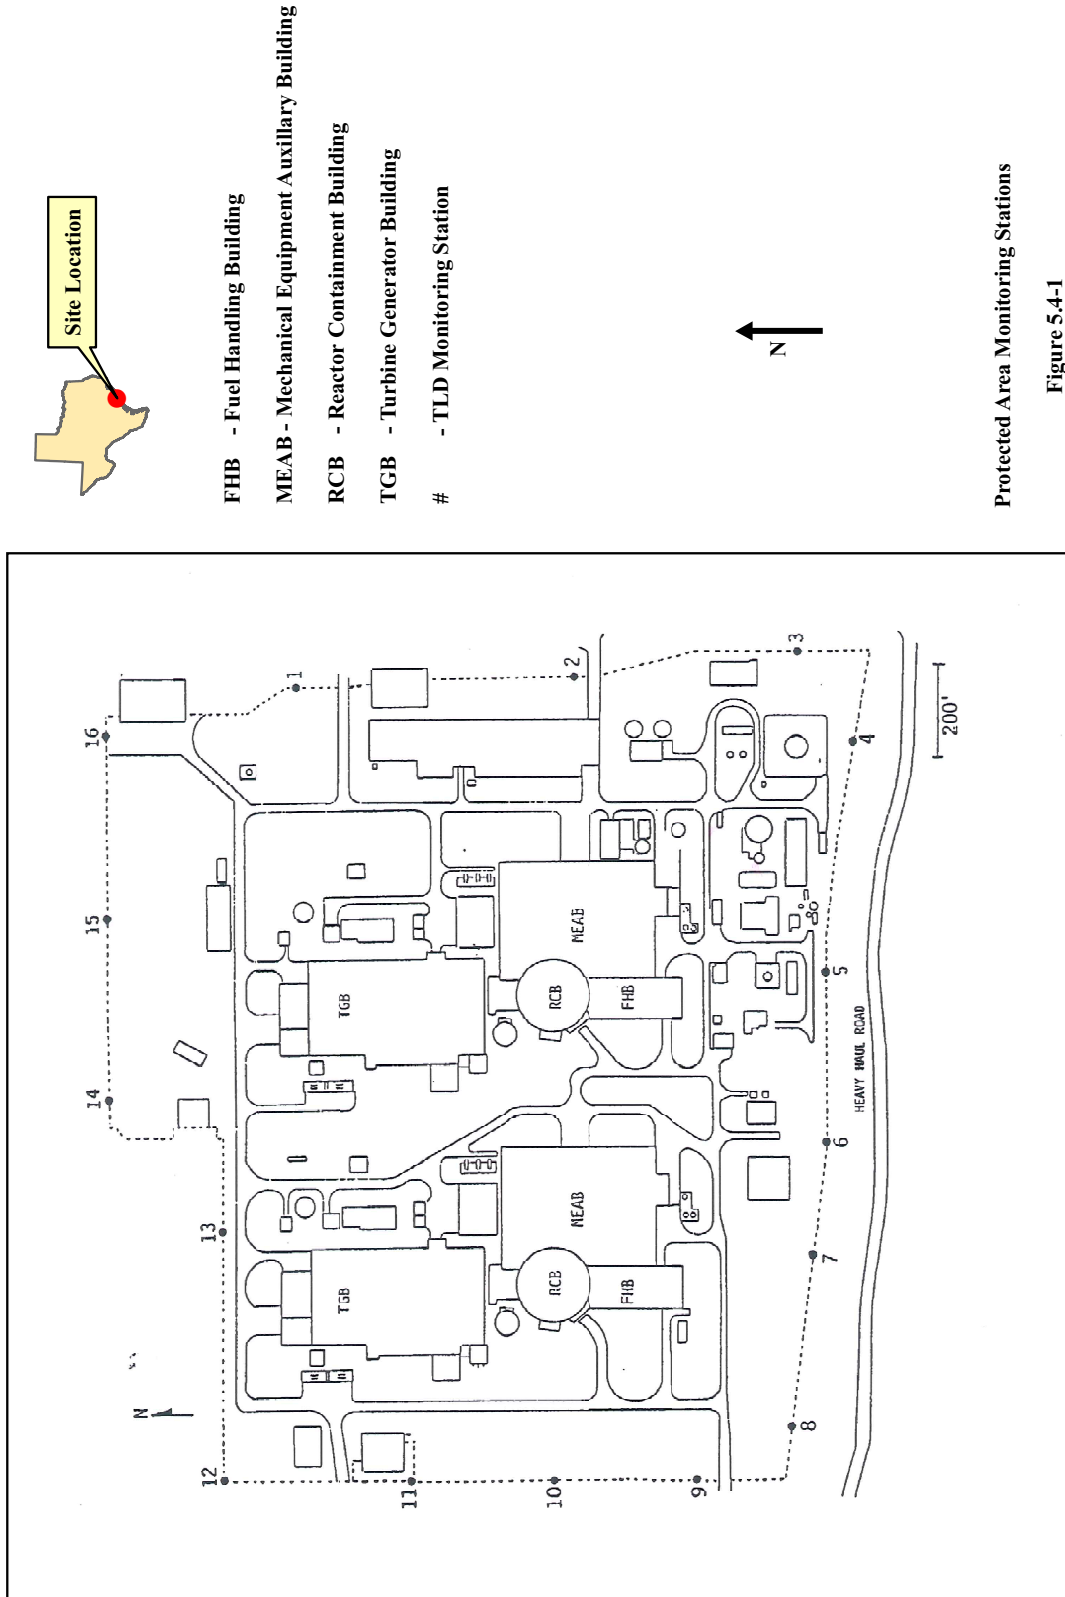 Site Location
FHB - Fuel Handling Building
MEAB - Mechanical Equipment Auxillary Building
RCB - Reactor Containment Building
TGB - Turbine Generator Building
# - TLD Monitoring Station
N
Protected Area Monitoring Stations
Figure 5.4-1
N
16
15
14
13
12
11
10
9
8
7
6
5
4
3
2
1
TGB
TGB
MEAB
RCB
FHB
MEAB
RCB
FHB
HEAVY HAUL ROAD
200'